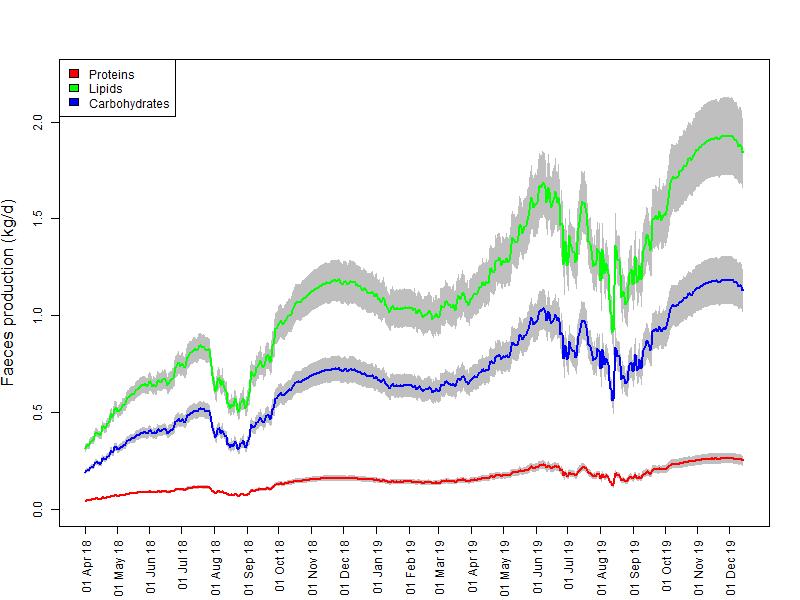 Proteins
Lipids
Carbohydrates
Faeces production (kg/d)
2.0
1.5
1.0
0.5
0.0
01 Apr 18
01 May 18
01 Jun 18
01 Jul 18
01 Aug 18
01 Sep 18
01 Oct 18
01 Nov 18
01 Dec 18
01 Jan 19
01 Feb 19
01 Mar 19
01 Apr 19
01 May 19
01 Jun 19
01 Jul 19
01 Aug 19
01 Sep 19
01 Oct 19
01 Nov 19
01 Dec 19